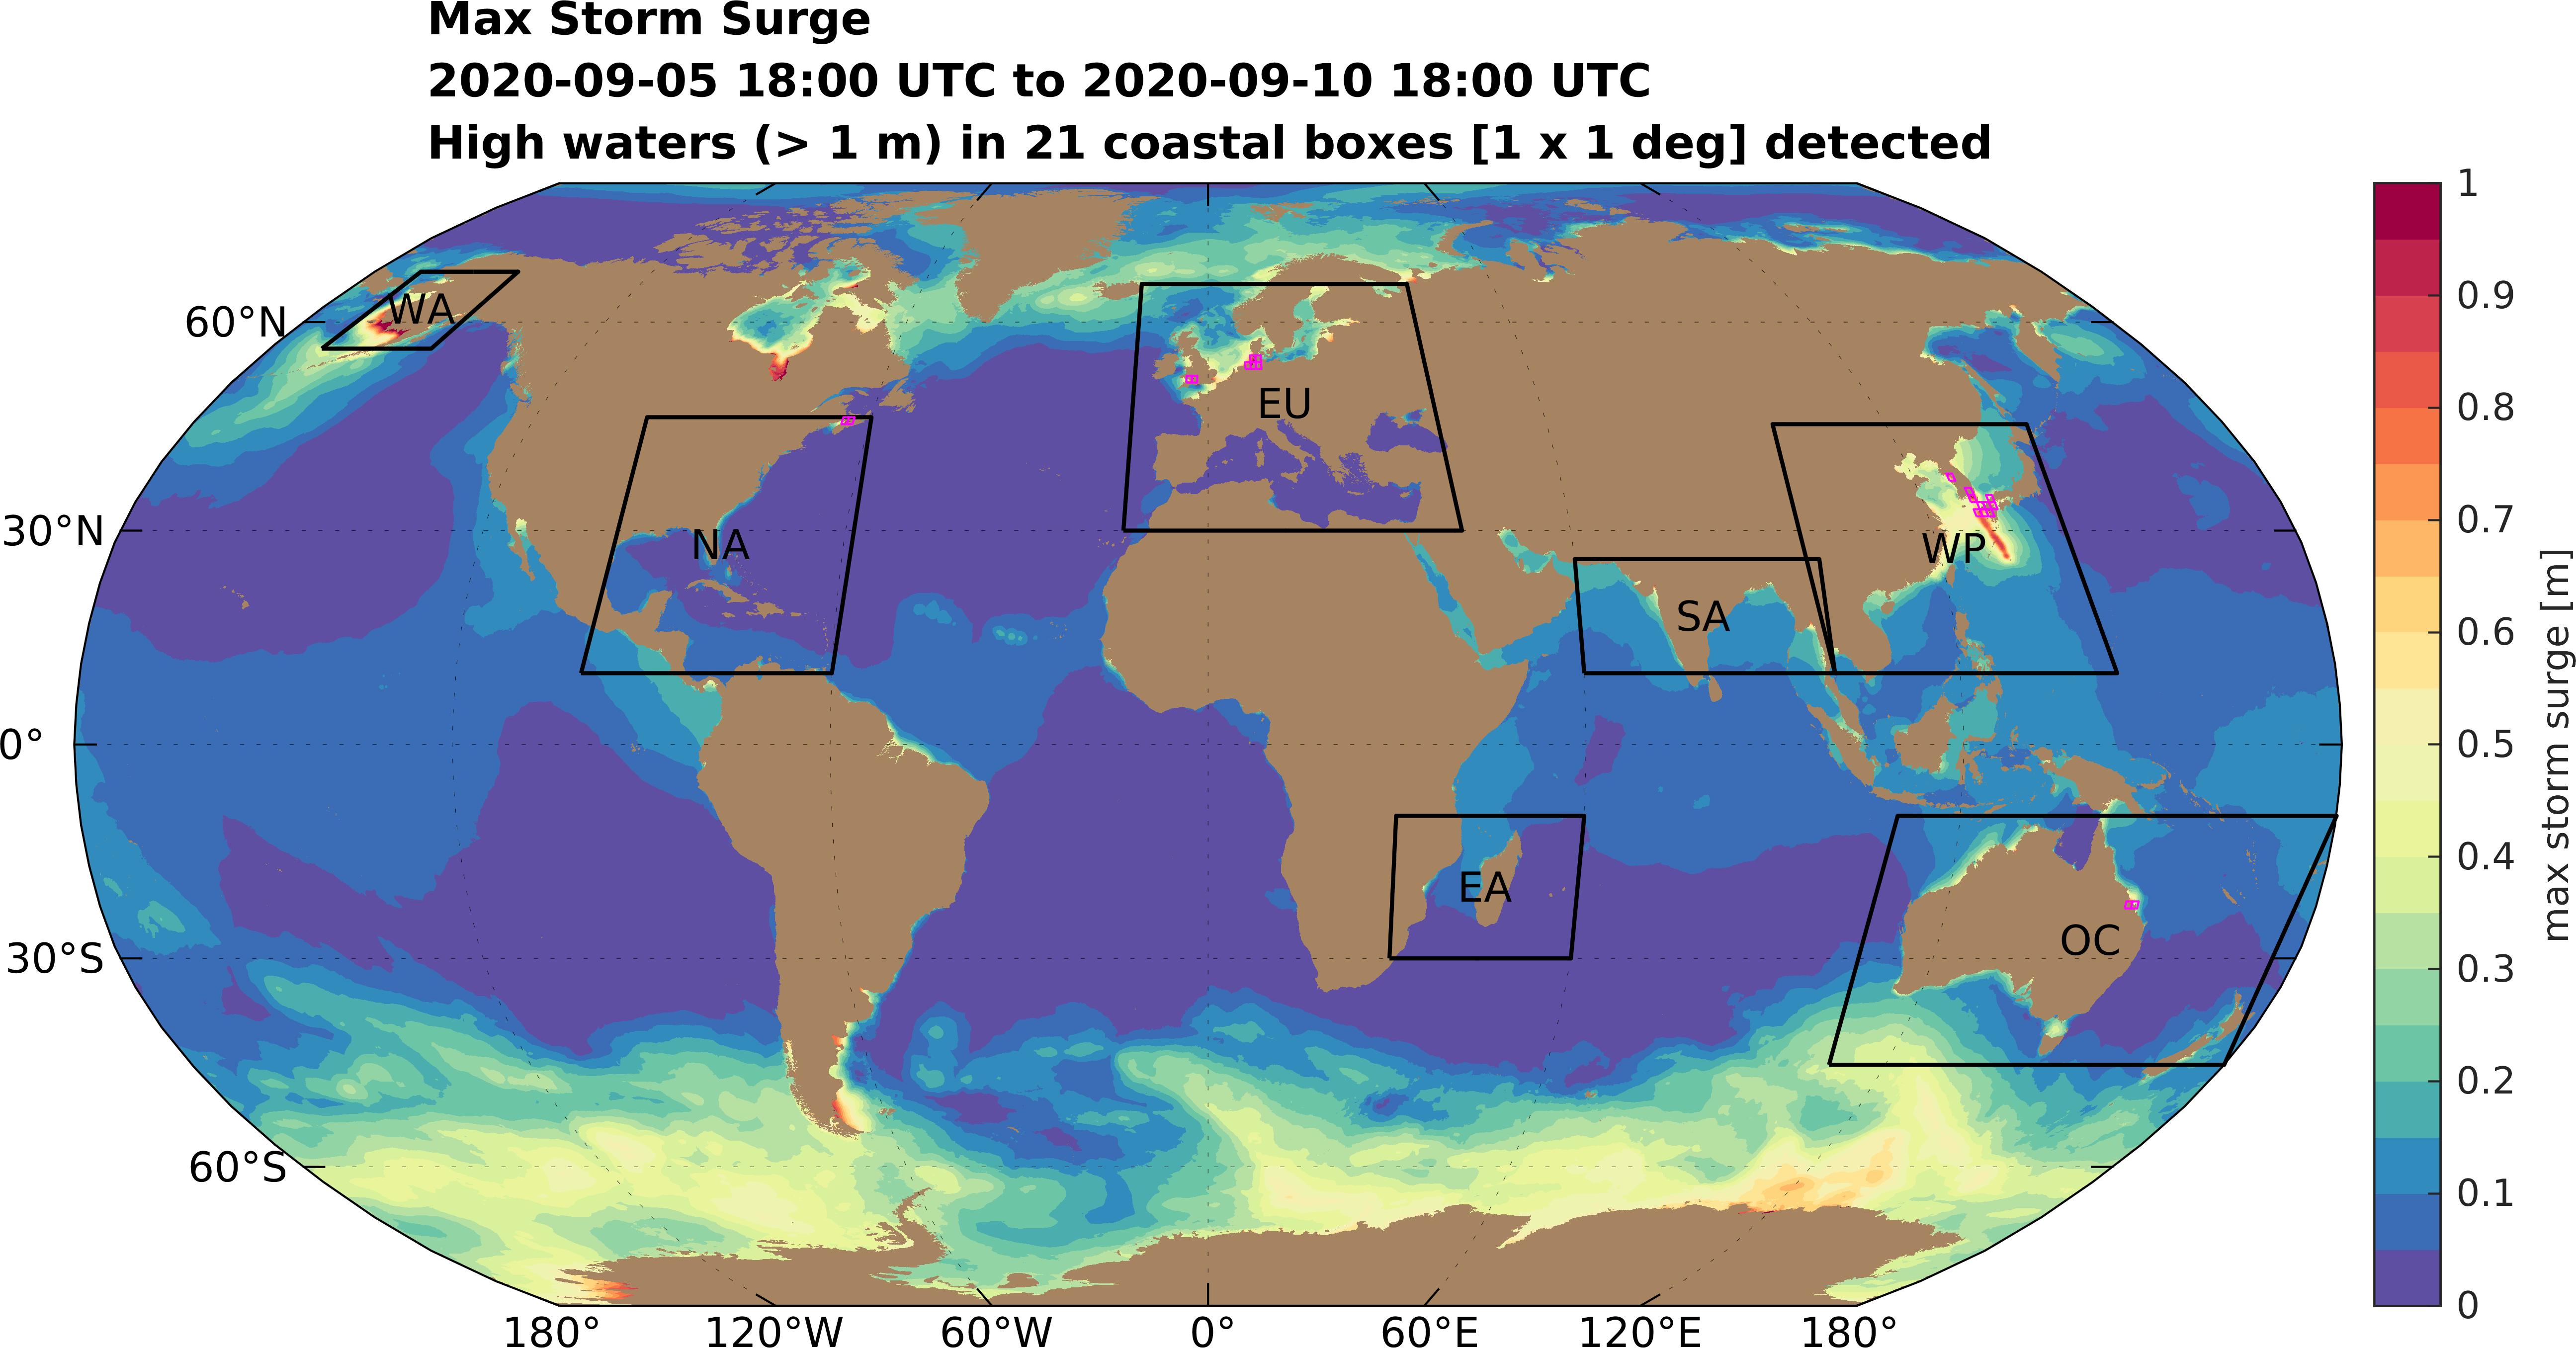 Max Storm Surge
2020-09-05 18:00 UTC to 2020-09-10 18:00 UTC
High waters (> 1 m) in 21 coastal boxes [1 x 1 deg] detected
60°N
30°N
0°
30°S
60°S
WA
NA
EU
SA
WP
EA
OC
180°
120°W
60°W
0°
60°E
120°E
180°
1
0.9
0.8
0.7
0.6
0.5
0.4
0.3
0.2
0.1
0
max storm surge [m]